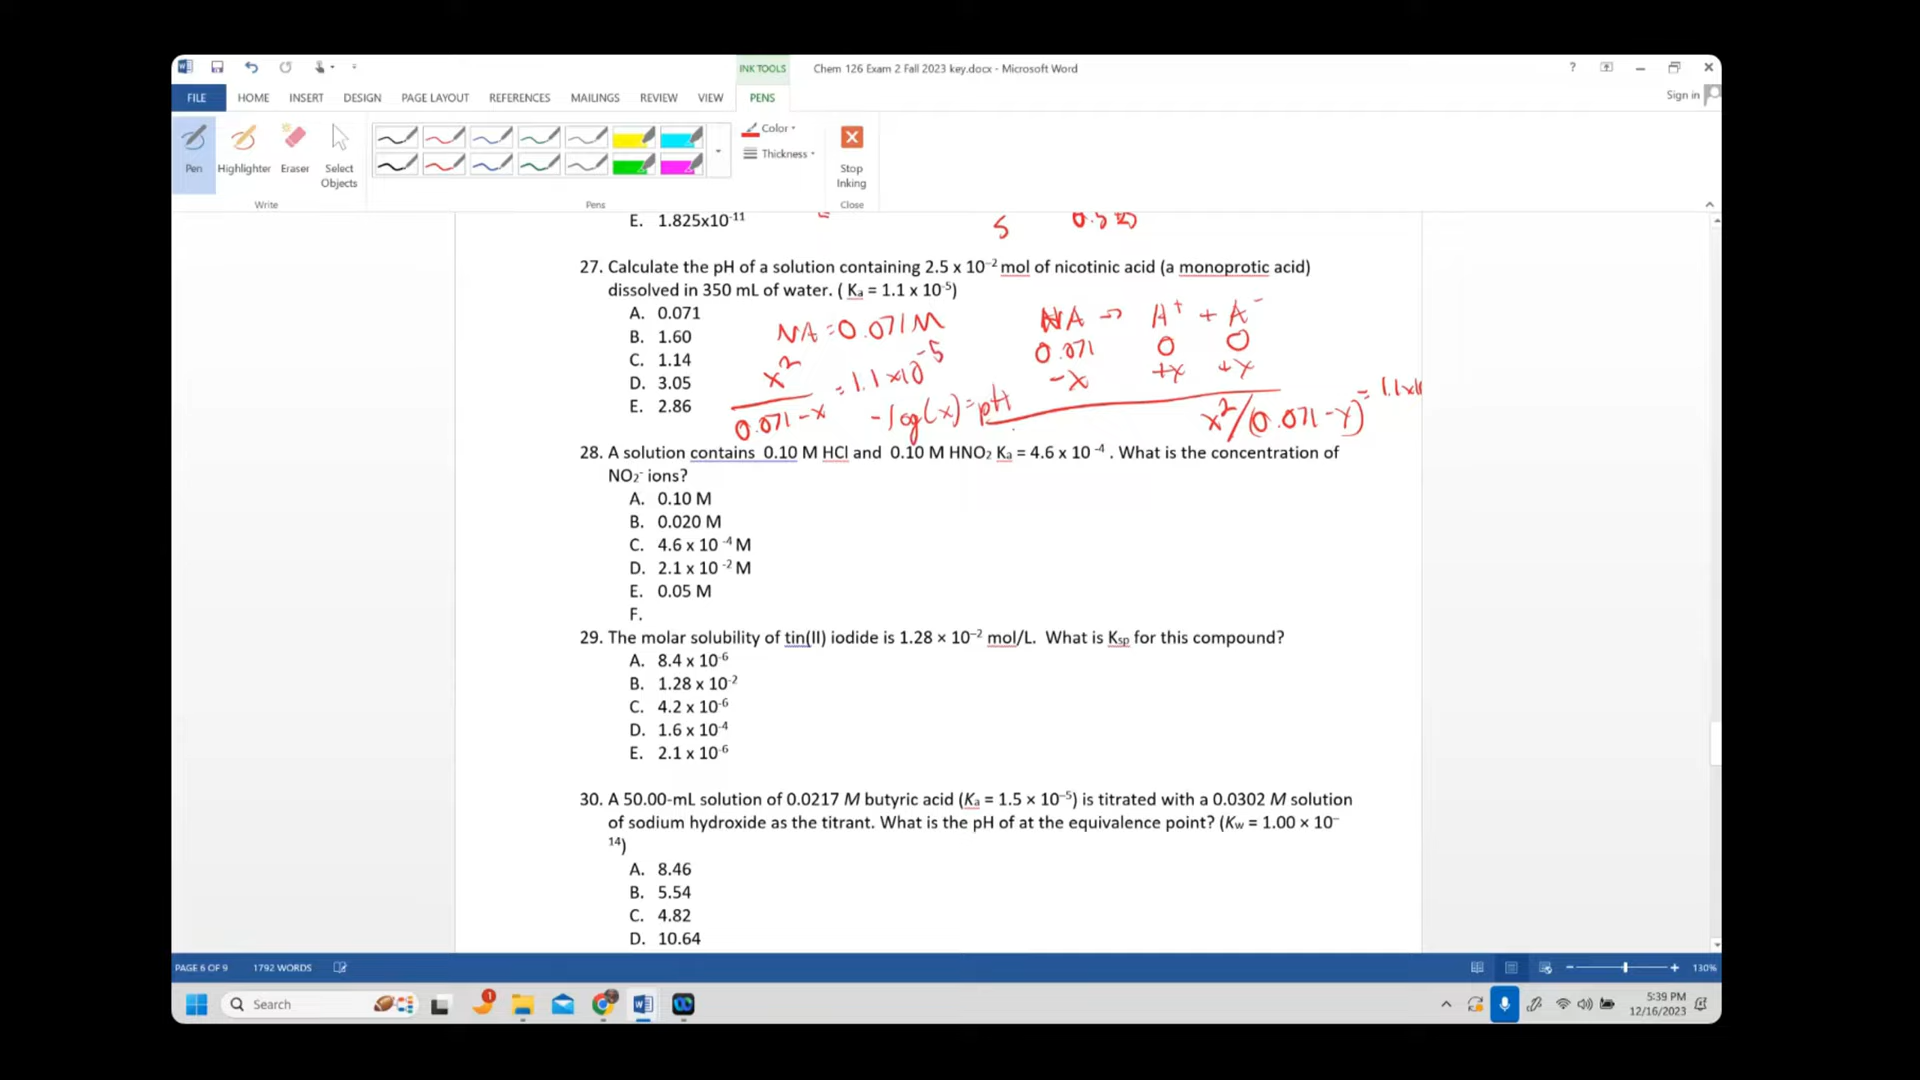 INK TOOLS
Chem 126 Exam 2 Fall 2023 key.docx - Microsoft Word
?
FILE HOME INSERT DESIGN PAGE LAYOUT REFERENCES MAILINGS REVIEW VIEW PENS
Sign in
Pen Highlighter Eraser Select Objects
Color
Thickness
Stop Inking
Write Pens Close
E. 1.825x10⁻¹¹
27. Calculate the pH of a solution containing 2.5 x 10⁻² mol of nicotinic acid (a monoprotic acid)
dissolved in 350 mL of water. ( Ka = 1.1 x 10⁻⁵)
A. 0.071
B. 1.60
C. 1.14
D. 3.05
E. 2.86
NA = 0.071 M
x² / 0.071 - x = 1.1 x 10⁻⁵
-log(x) = pH
NA → A⁺ + A⁻
0.071 0 0
-x +x +x
x²/(0.071 - x) = 1.1x1
28. A solution contains 0.10 M HCl and 0.10 M HNO₂ Ka = 4.6 x 10 ⁻⁴ . What is the concentration of
NO₂⁻ ions?
A. 0.10 M
B. 0.020 M
C. 4.6 x 10 ⁻⁴ M
D. 2.1 x 10 ⁻² M
E. 0.05 M
F.
29. The molar solubility of tin(II) iodide is 1.28 × 10⁻² mol/L. What is Ksp for this compound?
A. 8.4 x 10⁻⁶
B. 1.28 x 10⁻²
C. 4.2 x 10⁻⁶
D. 1.6 x 10⁻⁴
E. 2.1 x 10⁻⁶
30. A 50.00-mL solution of 0.0217 M butyric acid (Ka = 1.5 × 10⁻⁵) is titrated with a 0.0302 M solution
of sodium hydroxide as the titrant. What is the pH of at the equivalence point? (Kw = 1.00 × 10⁻
¹⁴)
A. 8.46
B. 5.54
C. 4.82
D. 10.64
PAGE 6 OF 9 1792 WORDS
130%
Search
1
5:39 PM
12/16/2023